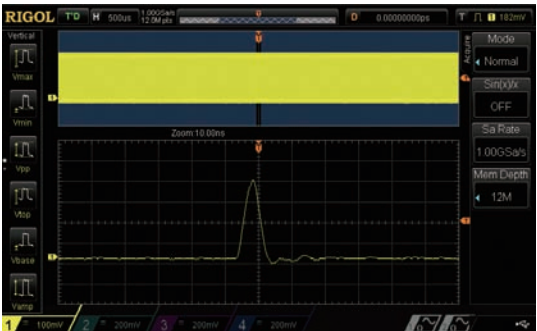 RIGOL T'D H 500us 1.00GSa/s 12.0M pts D 0.00000000ps T 1 182mV
Vertical
Vmax
Vmin
Vpp
Vtop
Vbase
Vamp
Zoom:10.00ns
Acquire
Mode
Normal
Sin(x)/x
OFF
Sa Rate
1.00GSa/s
Mem Depth
12M
1 = 100mV 2 = 200mV 3 = 200mV 4 = 200mV